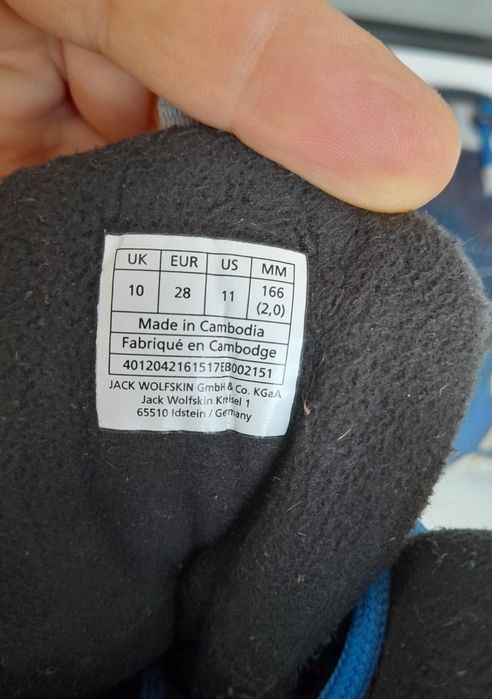 UK EUR US MM
10 28 11 166
(2,0)
Made in Cambodia
Fabriqué en Cambodge
4012042161517EB002151
JACK WOLFSKIN GmbH & Co. KGaA
Jack Wolfskin Kreisel 1
65510 Idstein / Germany